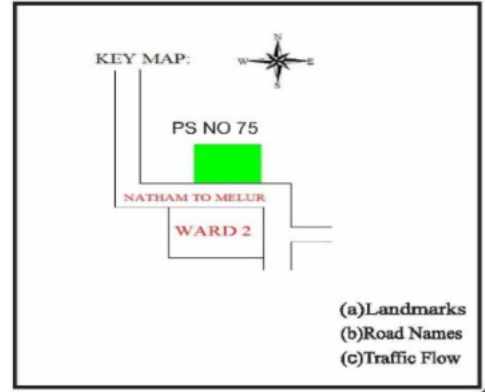 KEY MAP:
N
W
E
S
PS NO 75
NATHAM TO MELUR
WARD 2
(a)Landmarks
(b)Road Names
(c)Traffic Flow